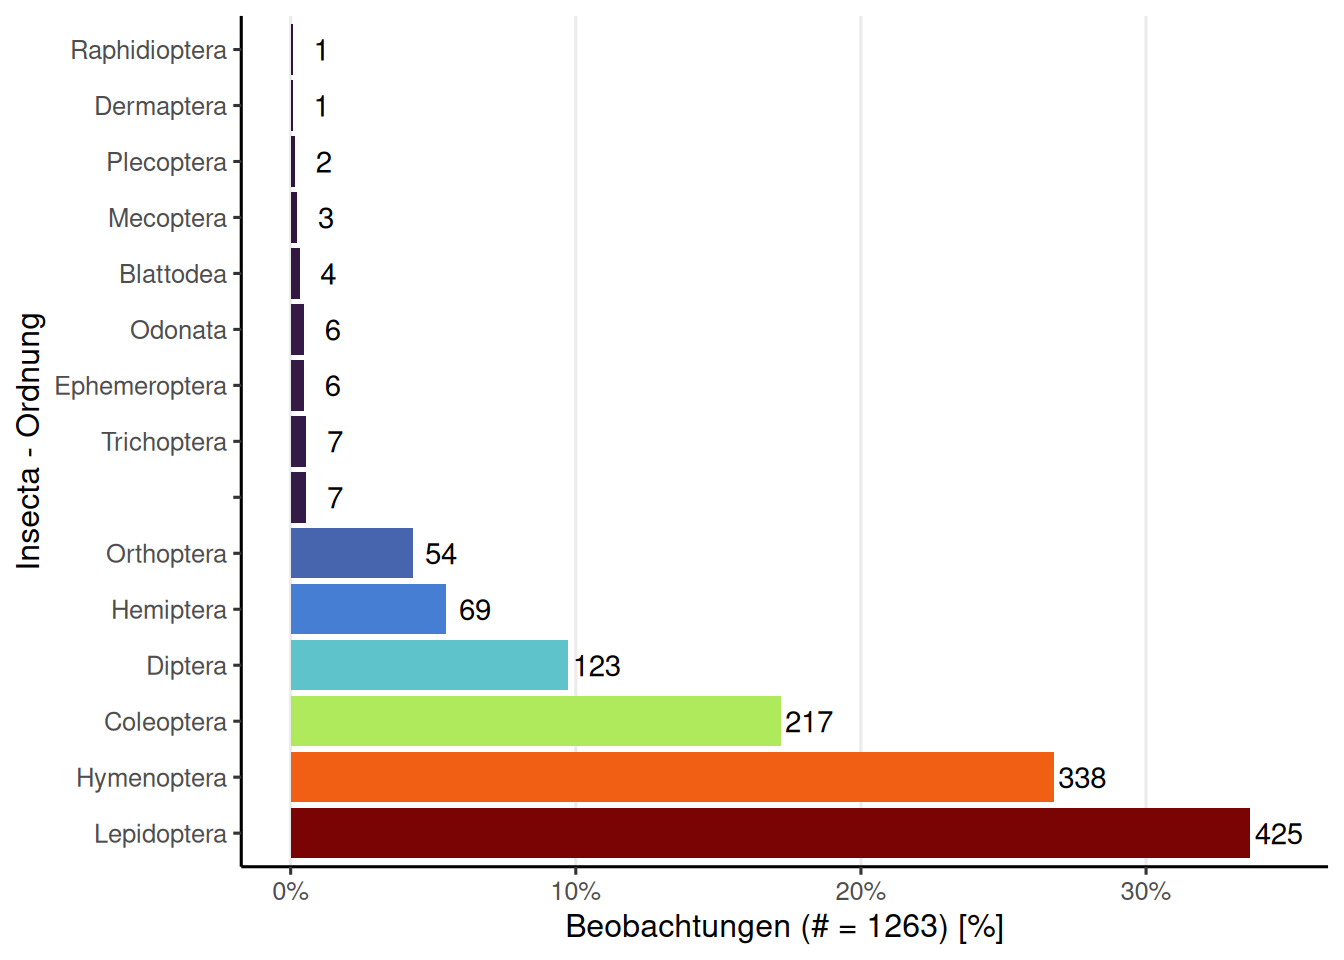 Insecta - Ordnung
Raphidioptera 1
Dermaptera 1
Plecoptera 2
Mecoptera 3
Blattodea 4
Odonata 6
Ephemeroptera 6
Trichoptera 7
7
Orthoptera 54
Hemiptera 69
Diptera 123
Coleoptera 217
Hymenoptera 338
Lepidoptera 425
0% 10% 20% 30%
Beobachtungen (# = 1263) [%]